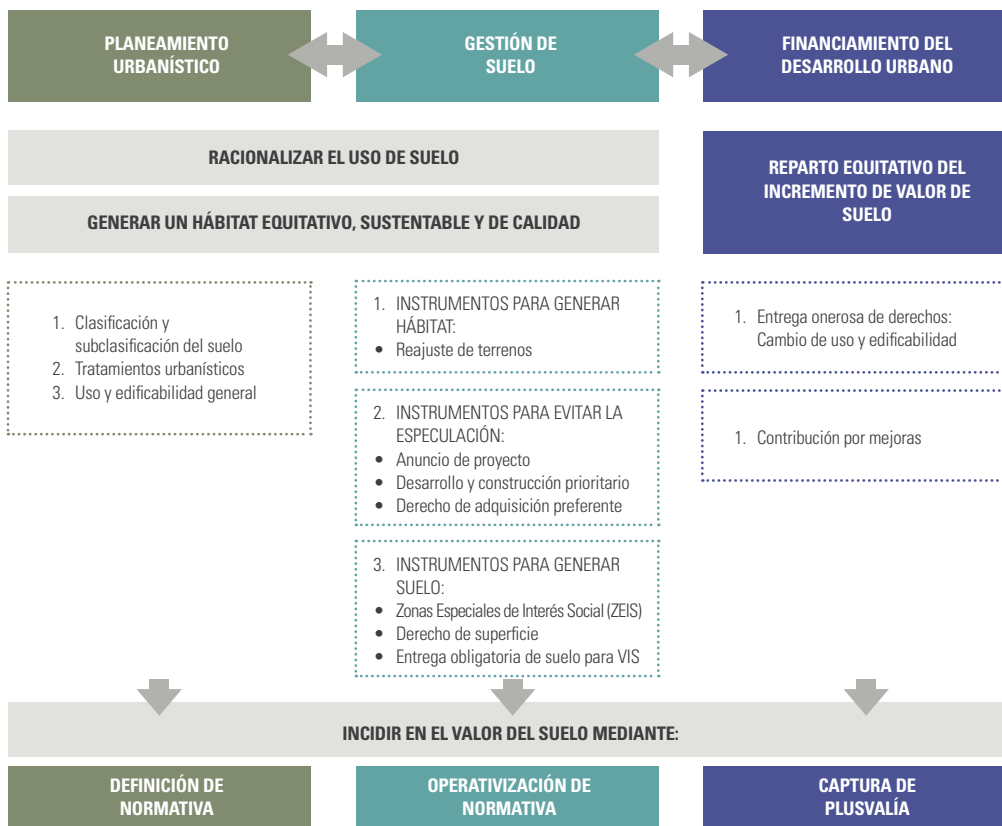 PLANEAMIENTO
URBANÍSTICO
GESTIÓN DE
SUELO
FINANCIAMIENTO DEL
DESARROLLO URBANO
RACIONALIZAR EL USO DE SUELO
GENERAR UN HÁBITAT EQUITATIVO, SUSTENTABLE Y DE CALIDAD
REPARTO EQUITATIVO DEL
INCREMENTO DE VALOR DE
SUELO
1. Clasificación y
subclasificación del suelo
2. Tratamientos urbanísticos
3. Uso y edificabilidad general
1. INSTRUMENTOS PARA GENERAR
HÁBITAT:
• Reajuste de terrenos
2. INSTRUMENTOS PARA EVITAR LA
ESPECULACIÓN:
• Anuncio de proyecto
• Desarrollo y construcción prioritario
• Derecho de adquisición preferente
3. INSTRUMENTOS PARA GENERAR
SUELO:
• Zonas Especiales de Interés Social (ZEIS)
• Derecho de superficie
• Entrega obligatoria de suelo para VIS
1. Entrega onerosa de derechos:
Cambio de uso y edificabilidad
1. Contribución por mejoras
INCIDIR EN EL VALOR DEL SUELO MEDIANTE:
DEFINICIÓN DE
NORMATIVA
OPERATIVIZACIÓN DE
NORMATIVA
CAPTURA DE
PLUSVALÍA